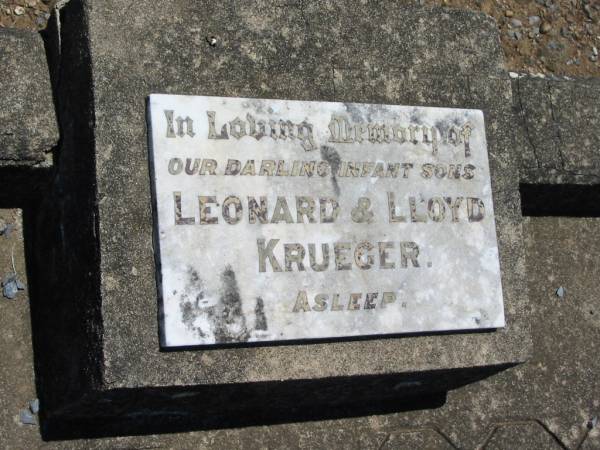 In Loving Memory of
OUR DARLING INFANT SONS
LEONARD & LLOYD
KRUEGER.
ASLEEP.